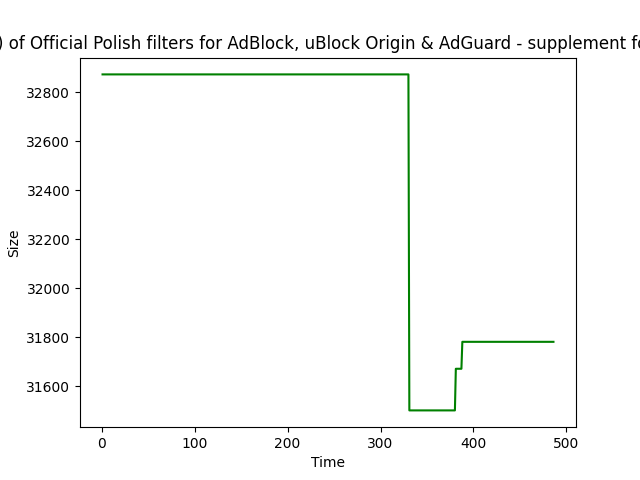 ) of Official Polish filters for AdBlock, uBlock Origin & AdGuard - supplement fo
32800
32600
32400
32200
32000
31800
31600
Size
0 100 200 300 400 500
Time